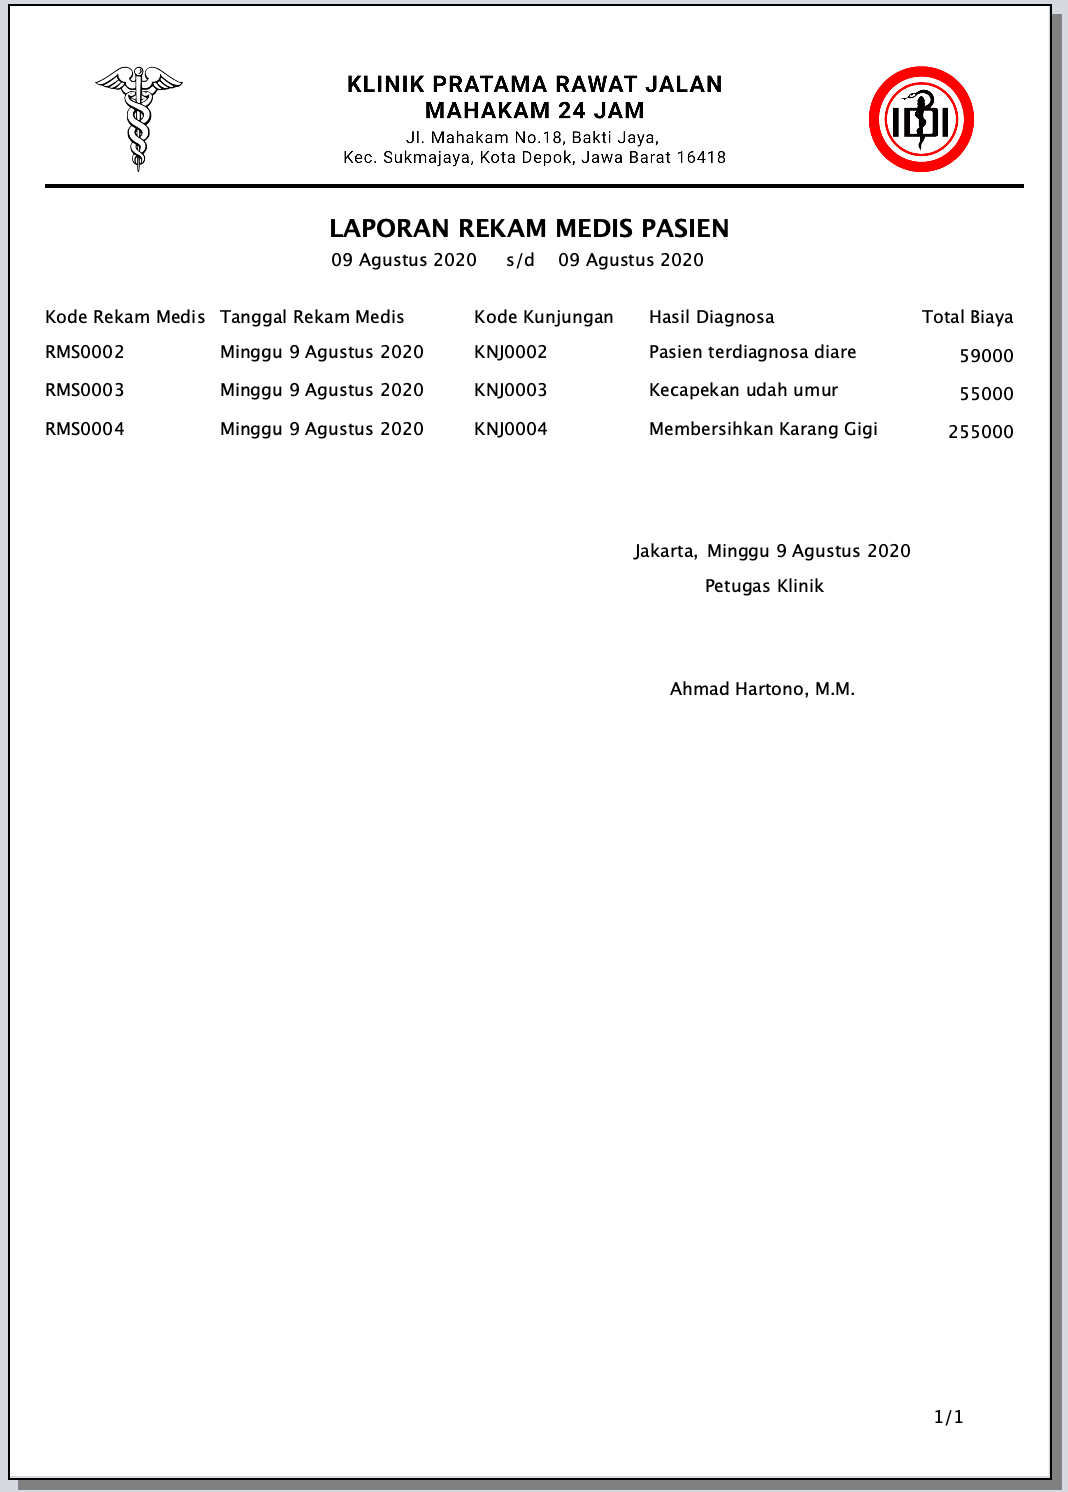 KLINIK PRATAMA RAWAT JALAN
MAHAKAM 24 JAM
Jl. Mahakam No.18, Bakti Jaya,
Kec. Sukmajaya, Kota Depok, Jawa Barat 16418
IDI
LAPORAN REKAM MEDIS PASIEN
09 Agustus 2020 s/d 09 Agustus 2020
Kode Rekam Medis Tanggal Rekam Medis Kode Kunjungan Hasil Diagnosa Total Biaya
RMS0002 Minggu 9 Agustus 2020 KNJ0002 Pasien terdiagnosa diare 59000
RMS0003 Minggu 9 Agustus 2020 KNJ0003 Kecapekan udah umur 55000
RMS0004 Minggu 9 Agustus 2020 KNJ0004 Membersihkan Karang Gigi 255000
Jakarta, Minggu 9 Agustus 2020
Petugas Klinik
Ahmad Hartono, M.M.
1/1